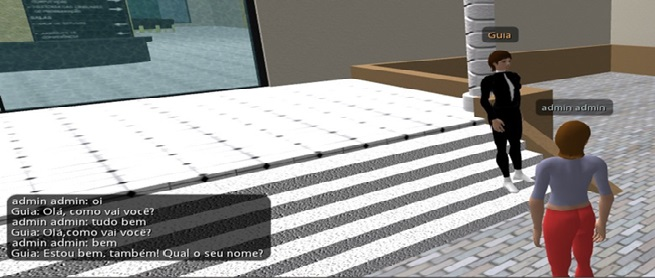 SALAS
Guia
admin admin
admin admin: oi
Guia: Olá, como vai você?
admin admin: tudo bem
Guia: Olá,como vai você?
admin admin: bem
Guia: Estou bem, também! Qual o seu nome?